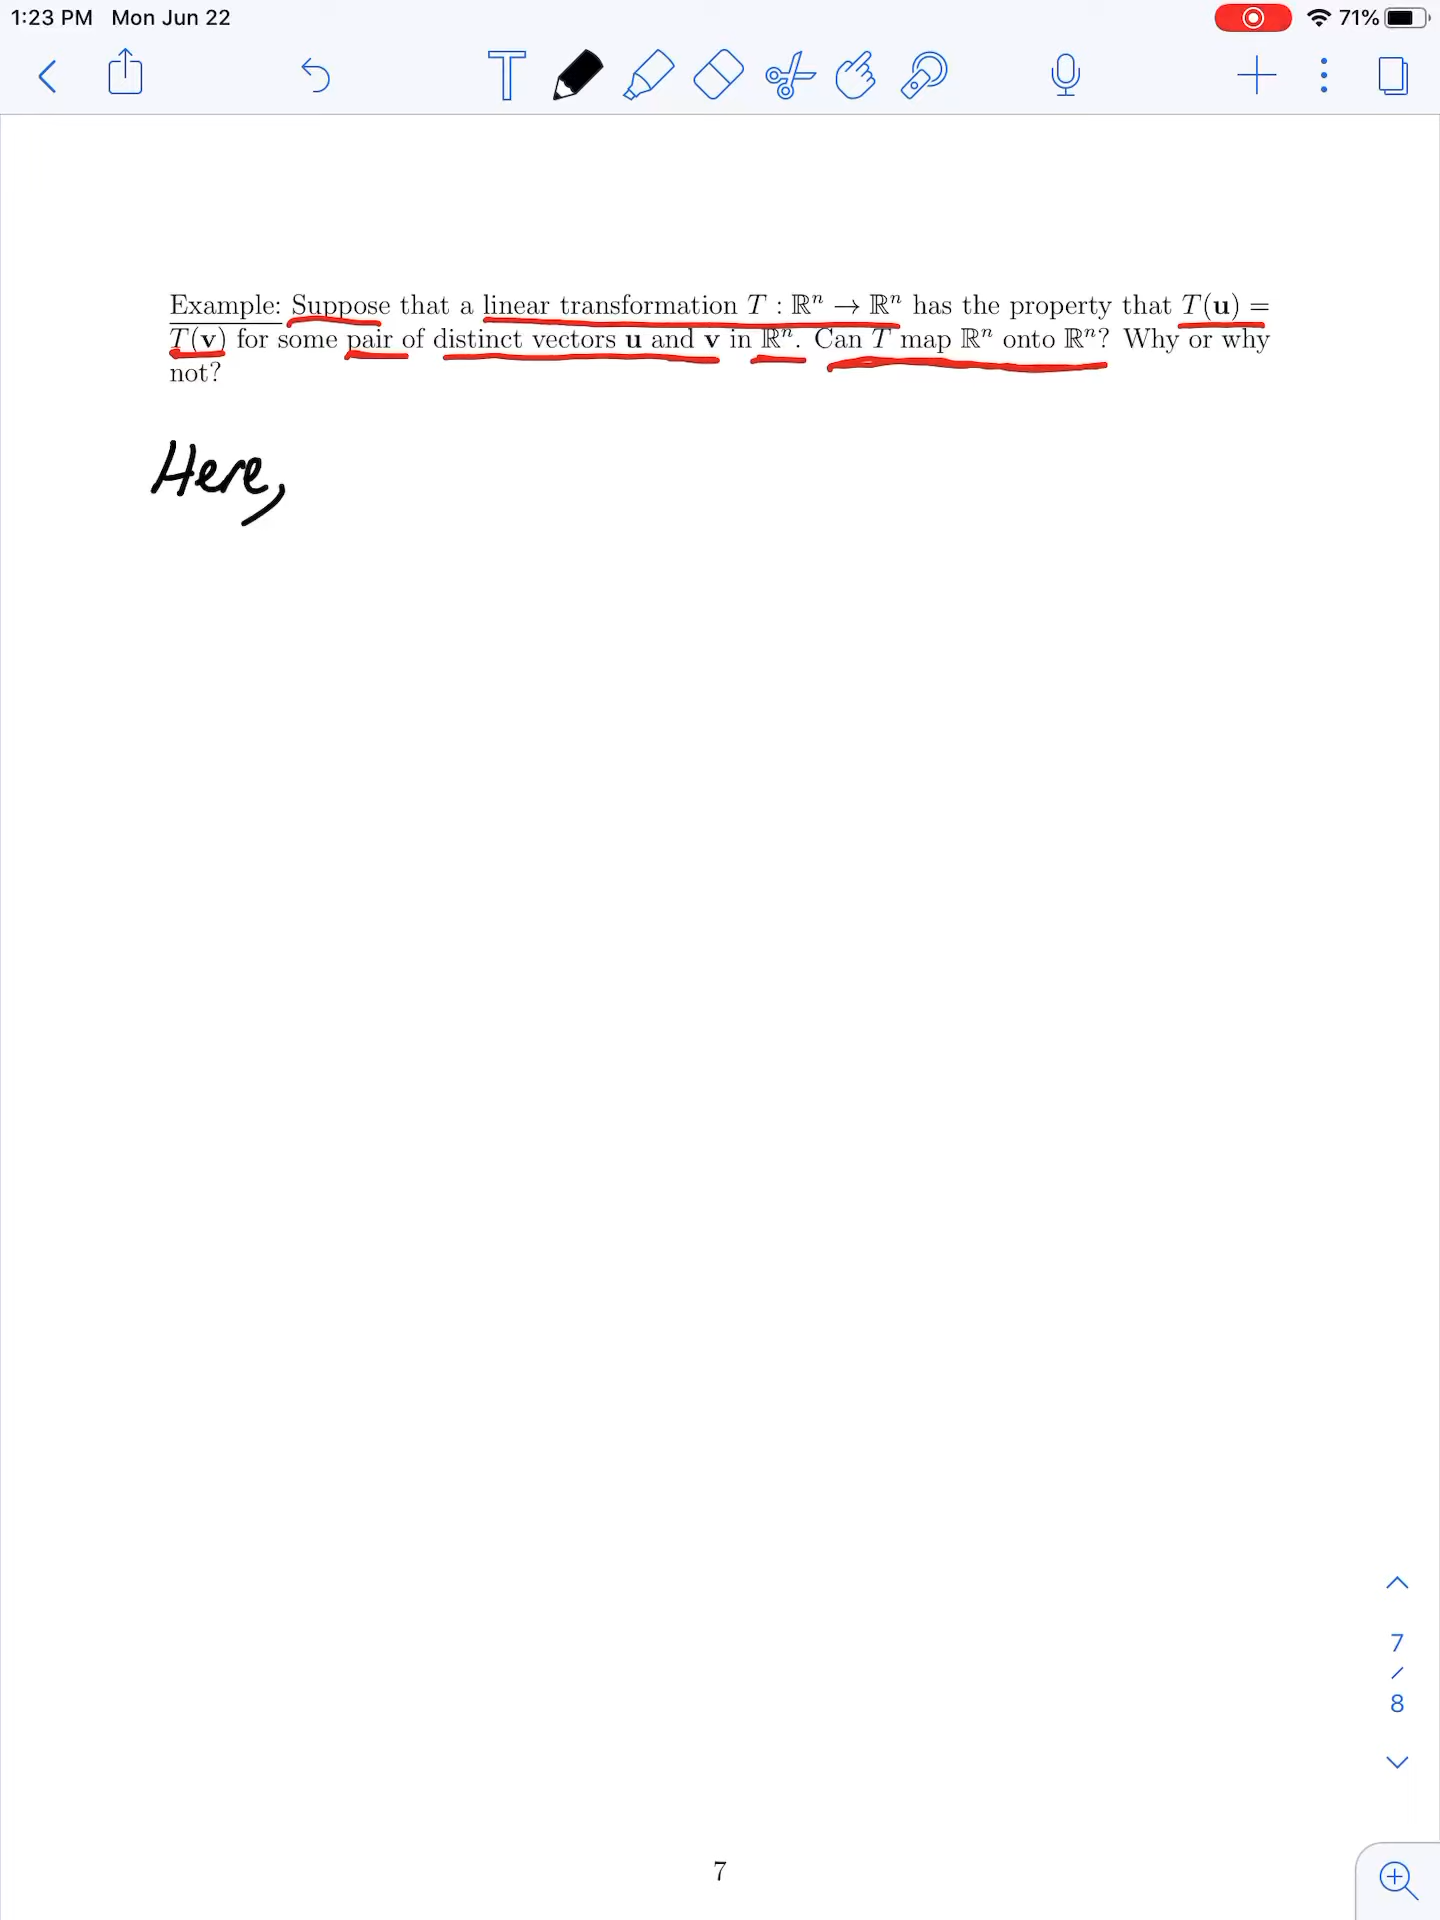 1:23 PM Mon Jun 22 71%
T
Example: Suppose that a linear transformation T : ℝⁿ → ℝⁿ has the property that T(u) =
T(v) for some pair of distinct vectors u and v in ℝⁿ. Can T map ℝⁿ onto ℝⁿ? Why or why
not?
Here,
7
/
8
7